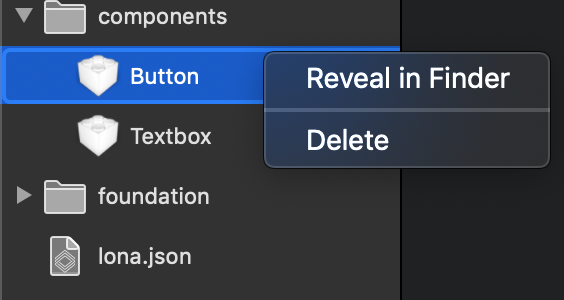 components
Button
Reveal in Finder
Textbox
Delete
foundation
lona.json